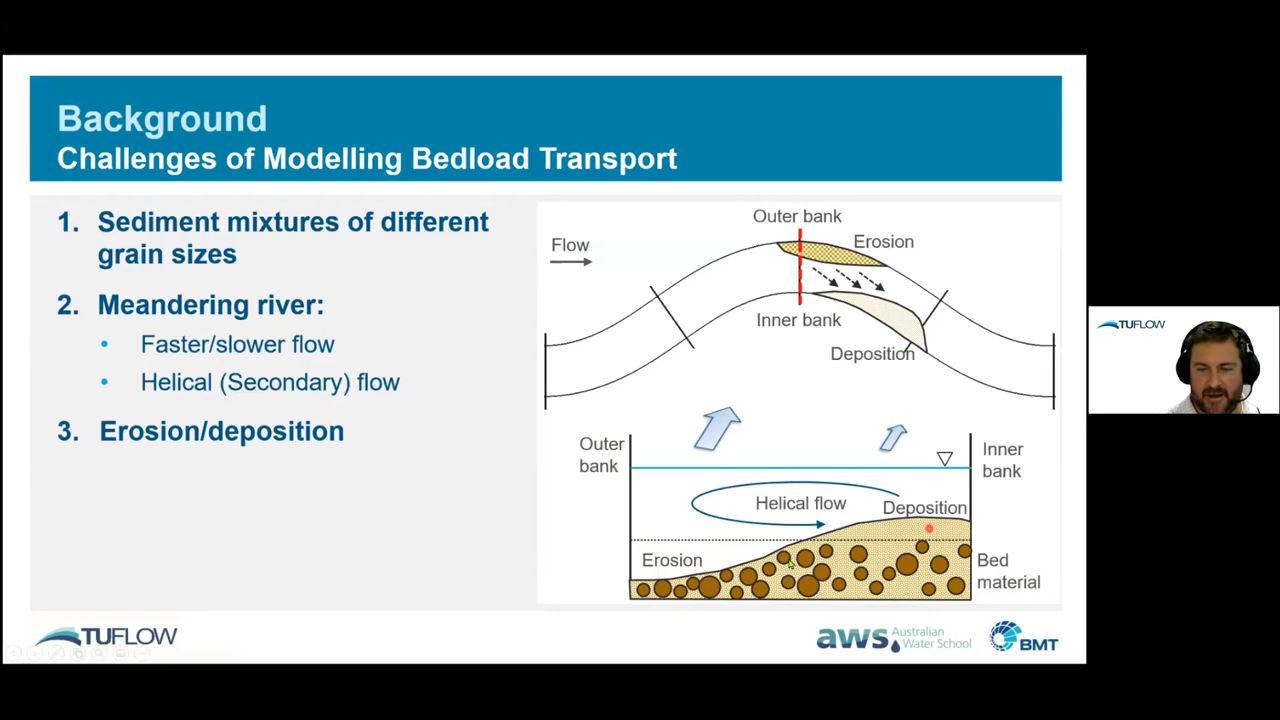 Background
Challenges of Modelling Bedload Transport
1. Sediment mixtures of different
grain sizes
2. Meandering river:
• Faster/slower flow
• Helical (Secondary) flow
3. Erosion/deposition
Outer bank
Erosion
Flow
Inner bank
Deposition
Outer
bank
Inner
bank
Helical flow
Deposition
Erosion
Bed
material
TUFLOW
aws Australian
Water School
BMT
TUFLOW